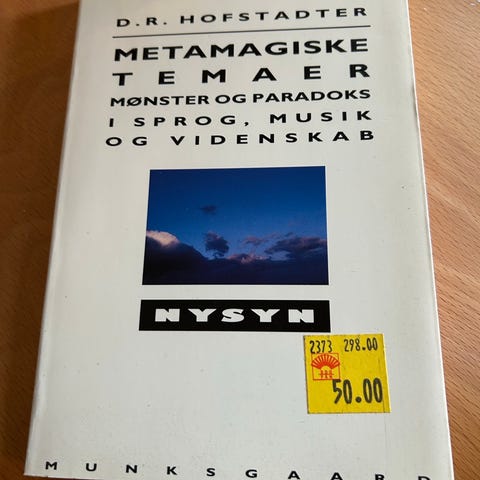 D.R. HOFSTADTER
METAMAGISKE
TEMAER
MØNSTER OG PARADOKS
I SPROG, MUSIK
OG VIDENSKAB
NYSYN
2373 298.00
50.00
MUNKSGAARD